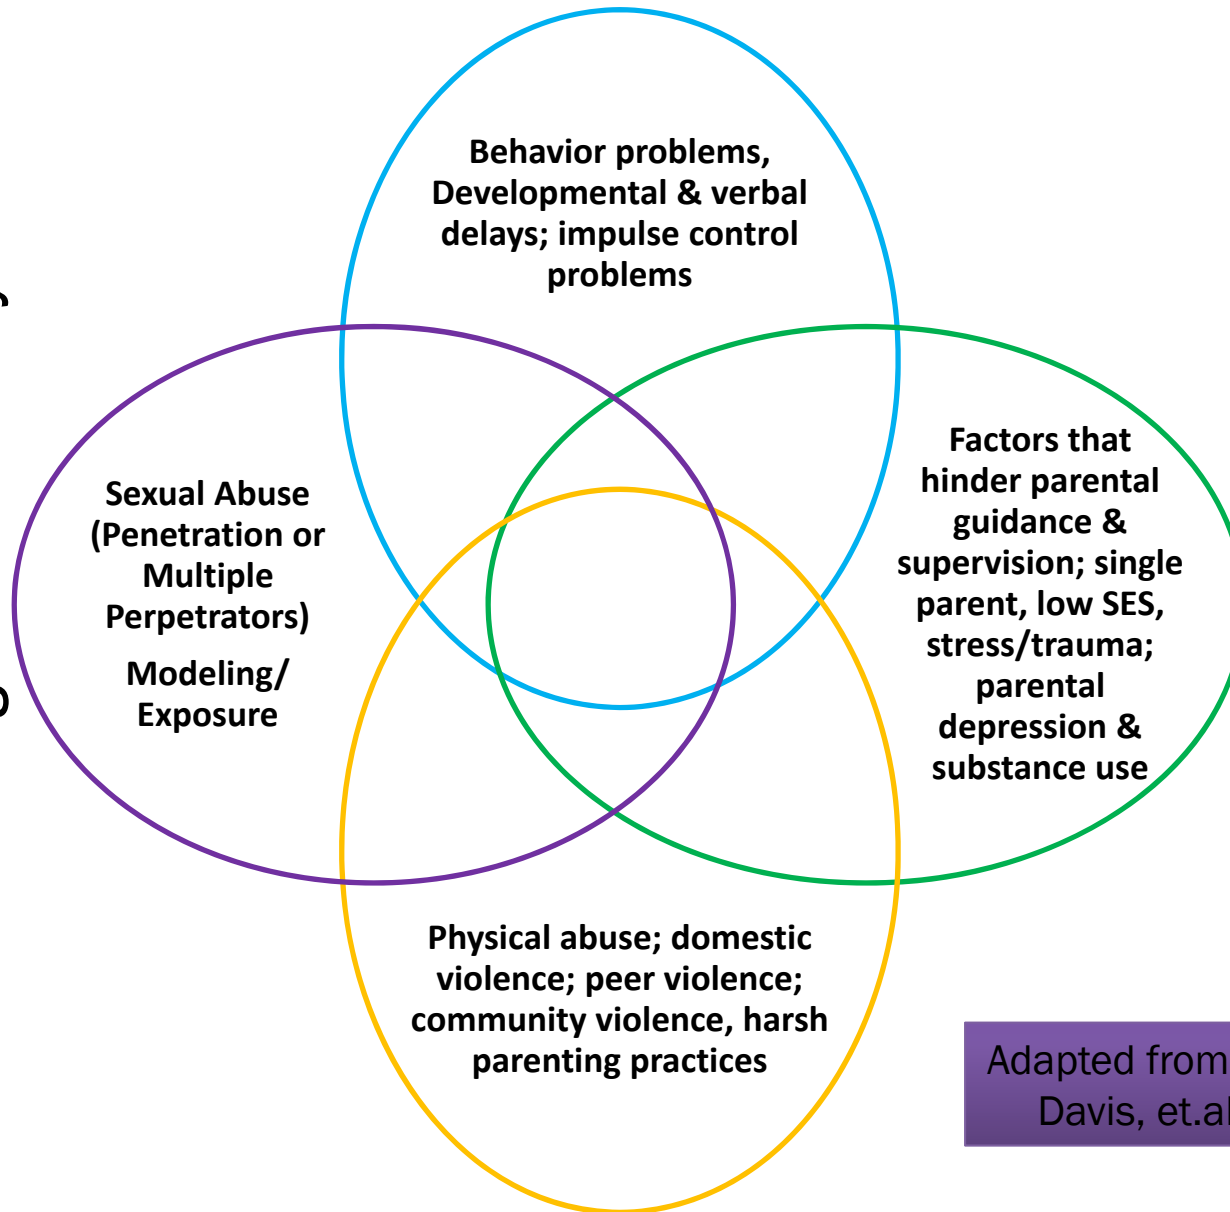 Behavior problems,
Developmental & verbal
delays; impulse control
problems
Sexual Abuse
(Penetration or
Multiple
Perpetrators)
Modeling/
Exposure
Factors that
hinder parental
guidance &
supervision; single
parent, low SES,
stress/trauma;
parental
depression &
substance use
Physical abuse; domestic
violence; peer violence;
community violence, harsh
parenting practices
Adapted from
Davis, et.al